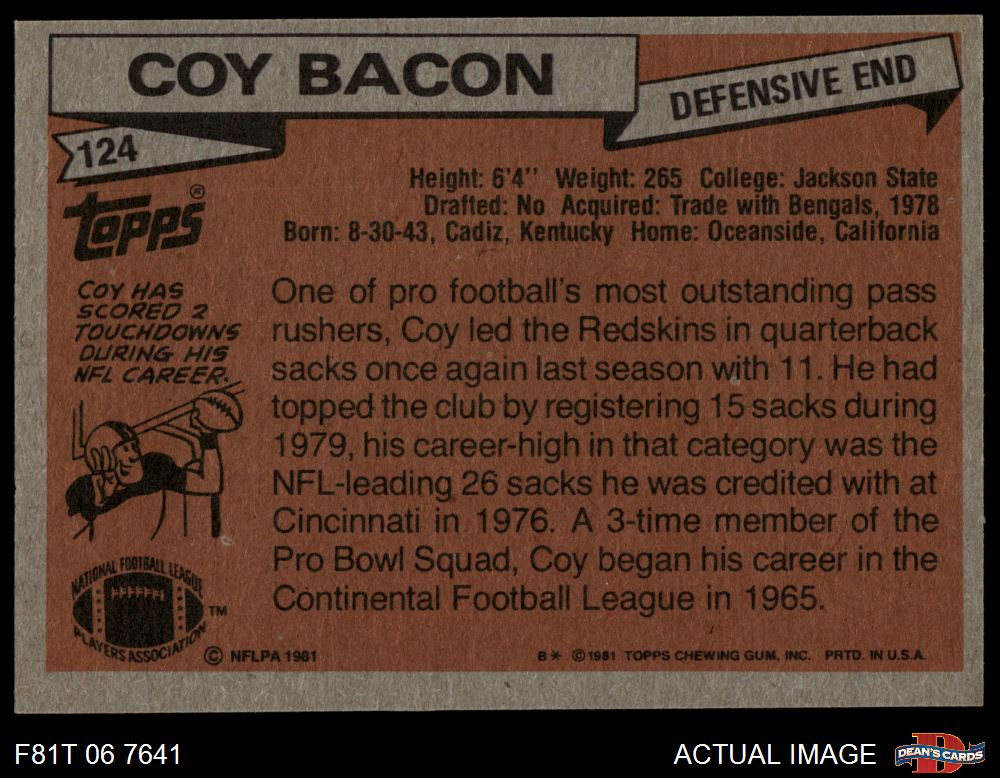 COY BACON
DEFENSIVE END
124
Topps®
Height: 6'4" Weight: 265 College: Jackson State
Drafted: No Acquired: Trade with Bengals, 1978
Born: 8-30-43, Cadiz, Kentucky Home: Oceanside, California
COY HAS
SCORED 2
TOUCHDOWNS
DURING HIS
NFL CAREER.
One of pro football's most outstanding pass
rushers, Coy led the Redskins in quarterback
sacks once again last season with 11. He had
topped the club by registering 15 sacks during
1979, his career-high in that category was the
NFL-leading 26 sacks he was credited with at
Cincinnati in 1976. A 3-time member of the
Pro Bowl Squad, Coy began his career in the
Continental Football League in 1965.
NATIONAL FOOTBALL LEAGUE
PLAYERS ASSOCIATION
TM
© NFLPA 1981
B* © 1981 TOPPS CHEWING GUM, INC. PRTD. IN U.S.A.
F81T 06 7641
ACTUAL IMAGE
D
DEAN'S CARDS